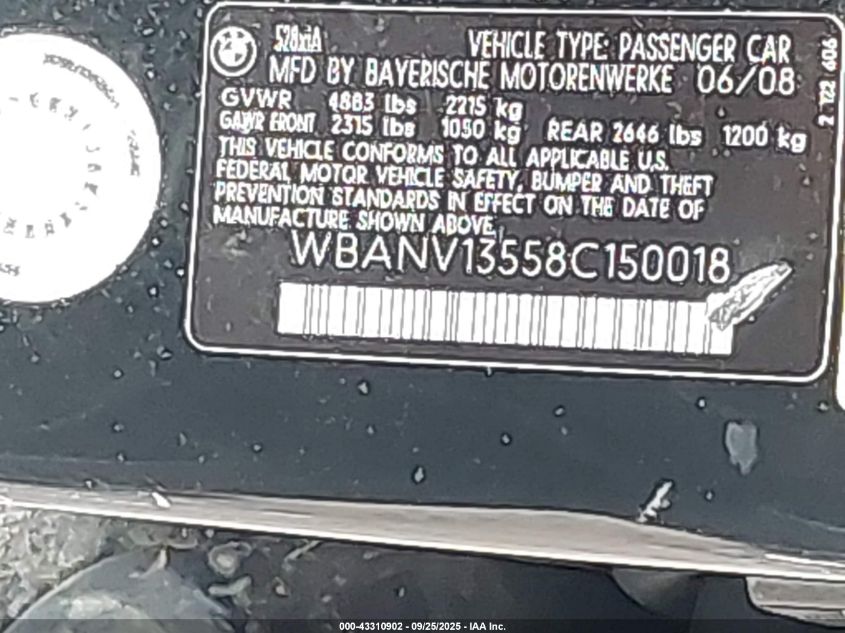 528xiA
VEHICLE TYPE: PASSENGER CAR
MFD BY BAYERISCHE MOTORENWERKE 06/08
GVWR 4883 lbs 2215 kg
GAWR FRONT 2315 lbs 1050 kg REAR 2646 lbs 1200 kg
THIS VEHICLE CONFORMS TO ALL APPLICABLE U.S.
FEDERAL MOTOR VEHICLE SAFETY, BUMPER AND THEFT
PREVENTION STANDARDS IN EFFECT ON THE DATE OF
MANUFACTURE SHOWN ABOVE.
WBANV13558C150018
2 122 606
000-43310902 - 09/25/2025 - IAA Inc.